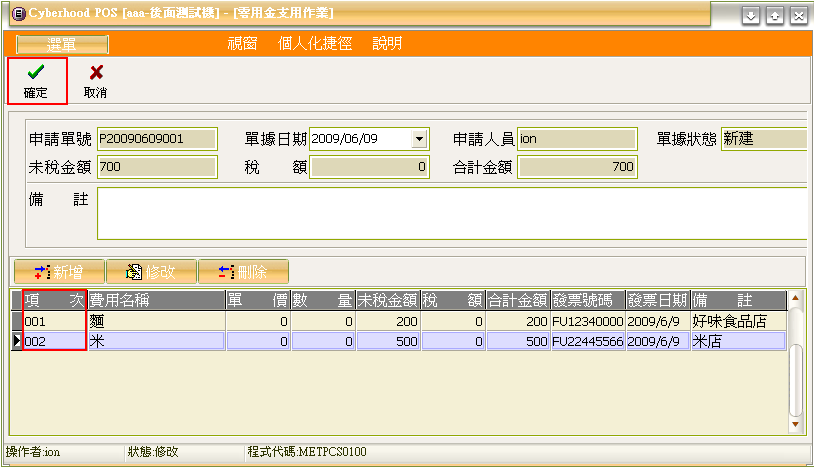 Cyberhood POS [aaa-後面測試機] - [零用金支用作業]
選單 視窗 個人化捷徑 說明
確定 取消
申請單號 P20090609001 單據日期 2009/06/09 申請人員 ion 單據狀態 新建
未稅金額 700 稅 額 0 合計金額 700
備 註
新增 修改 刪除
項 次 費用名稱 單 價 數 量 未稅金額 稅 額 合計金額 發票號碼 發票日期 備 註
001 麵 0 0 200 0 200 FU12340000 2009/6/9 好味食品店
002 米 0 0 500 0 500 FU22445566 2009/6/9 米店
操作者:ion 狀態:修改 程式代碼:METPCS0100